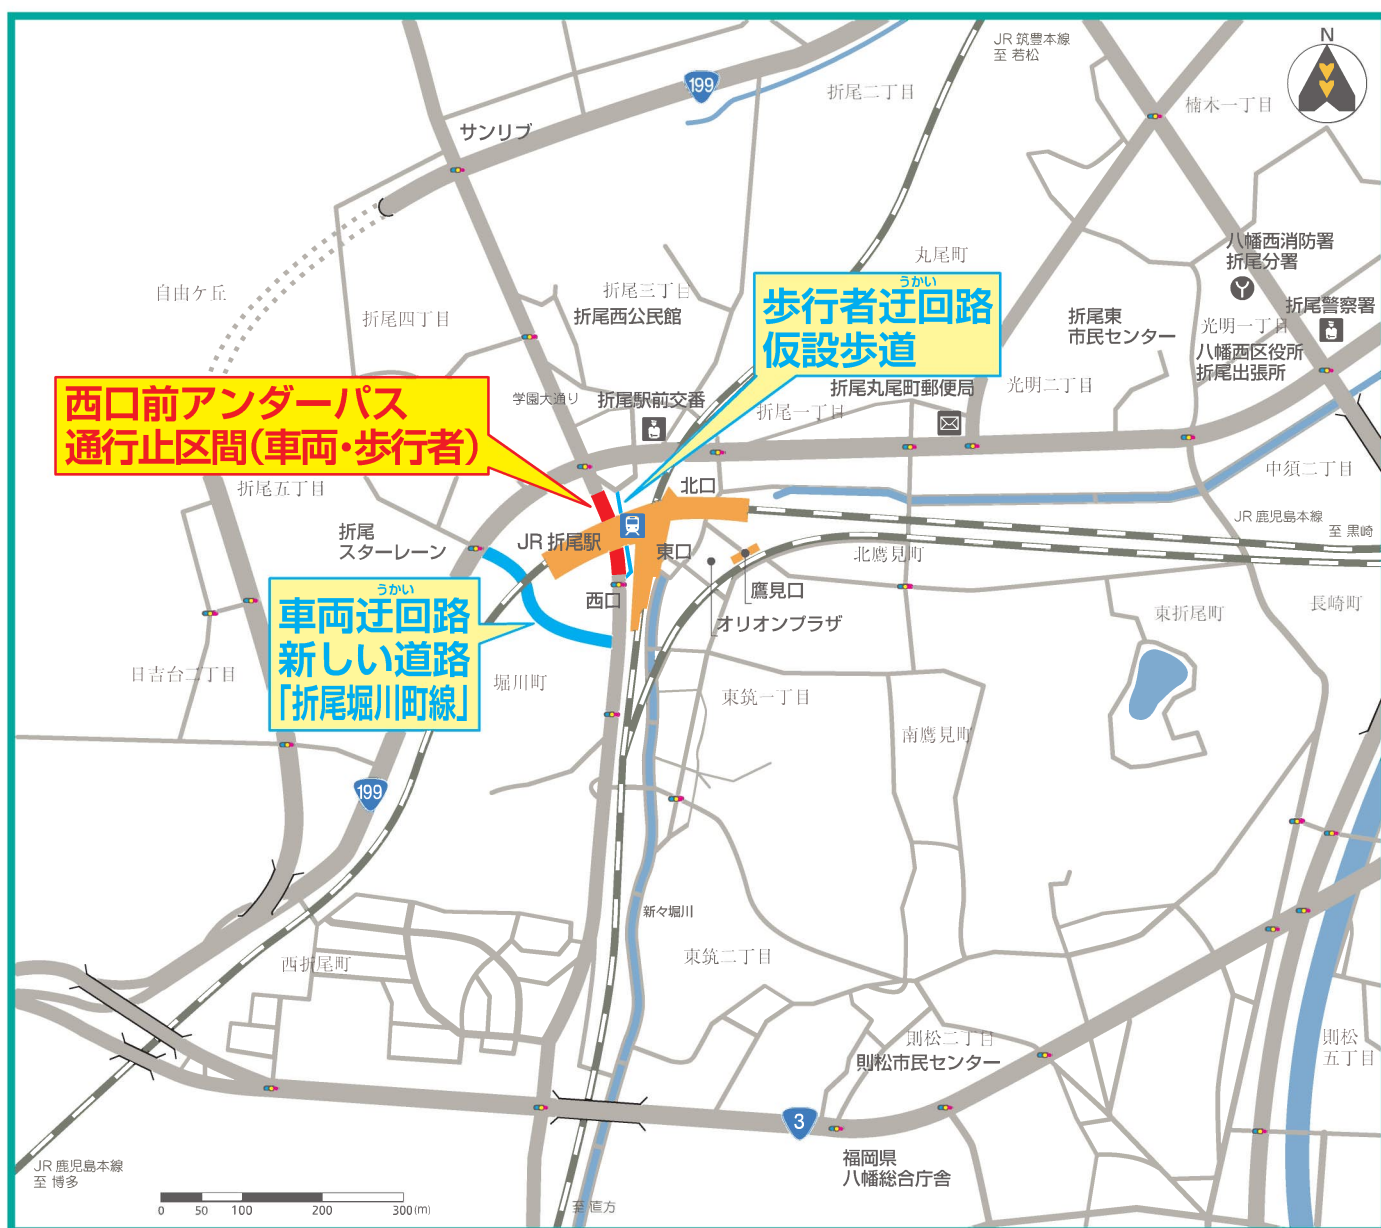 JR 筑豊本線
至 若松
N
199
折尾二丁目
楠木一丁目
サンリブ
丸尾町
八幡西消防署
折尾分署
自由ケ丘
折尾三丁目
折尾四丁目
折尾西公民館
うかい
歩行者迂回路
仮設歩道
折尾東
市民センター
折尾警察署
光明一丁目
八幡西区役所
折尾出張所
西口前アンダーパス
通行止区間(車両・歩行者)
学園大通り
折尾駅前交番
折尾丸尾町郵便局
折尾一丁目
光明二丁目
折尾五丁目
北口
中須二丁目
折尾
スターレーン
JR 折尾駅
東口
JR 鹿児島本線
至 黒崎
北鷹見町
うかい
車両迂回路
新しい道路
「折尾堀川町線」
西口
鷹見口
オリオンプラザ
東折尾町
長崎町
日吉台二丁目
堀川町
東筑一丁目
南鷹見町
199
新々堀川
西折尾町
東筑二丁目
則松二丁目
則松市民センター
則松
五丁目
3
福岡県
八幡総合庁舎
JR 鹿児島本線
至 博多
0 50 100 200 300(m)
至 直方